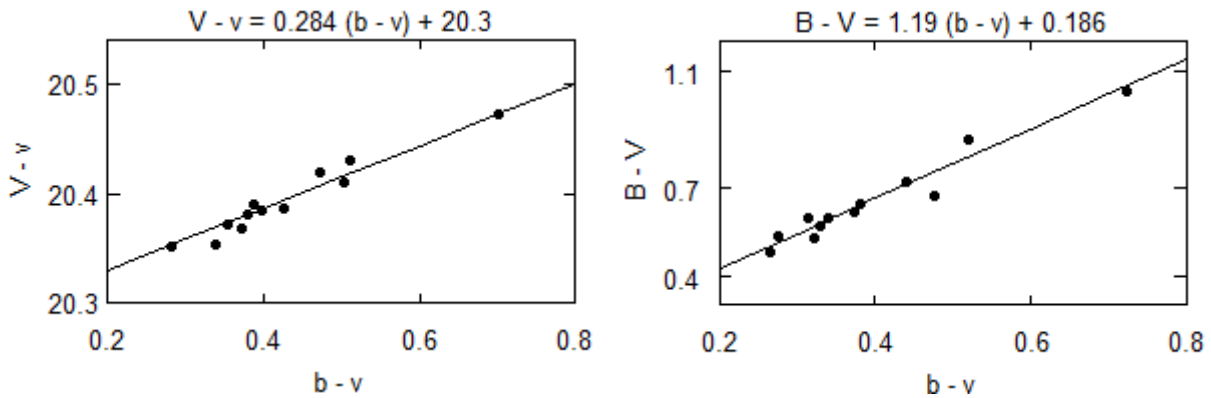 V - v = 0.284 (b - v) + 20.3
20.5
20.4
20.3
V - v
0.2 0.4 0.6 0.8
b - v
B - V = 1.19 (b - v) + 0.186
1.1
0.7
0.4
B - V
0.2 0.4 0.6 0.8
b - v